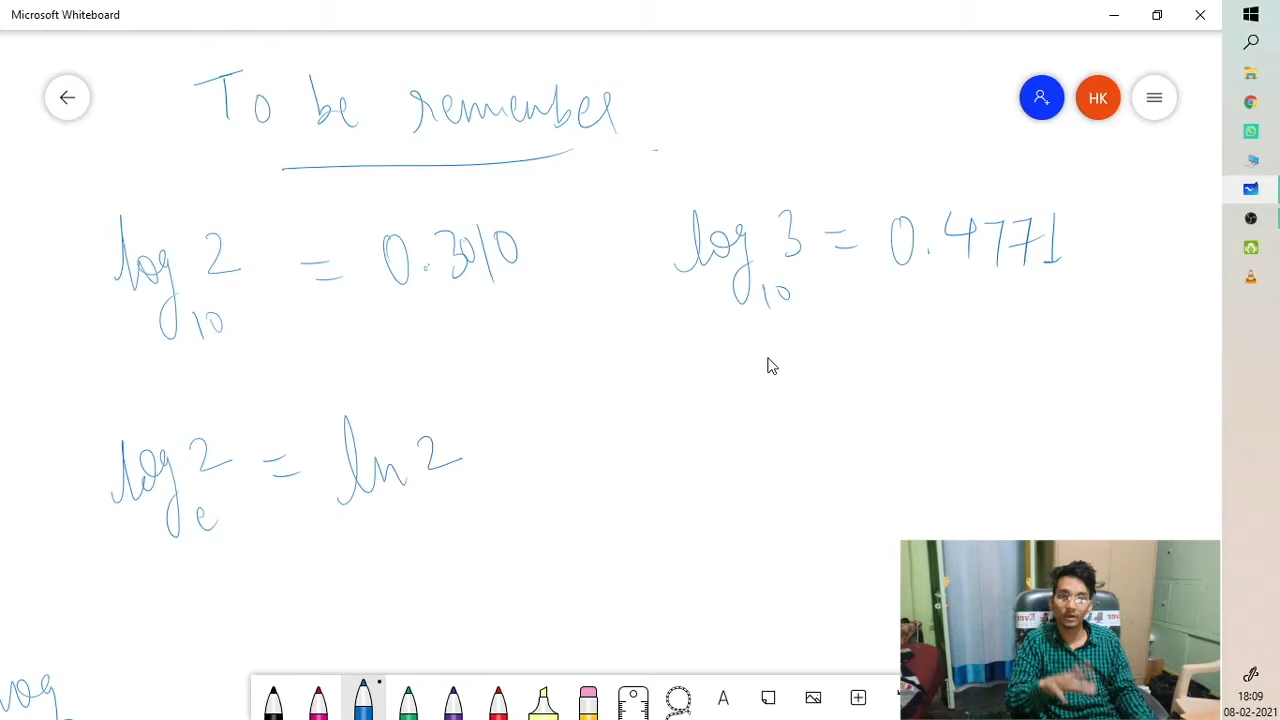 Microsoft Whiteboard
To be remember
HK
log₁₀ 2 = 0.3010
log₁₀ 3 = 0.4771
logₑ 2 = ln 2
log
A
18:09
08-02-2021